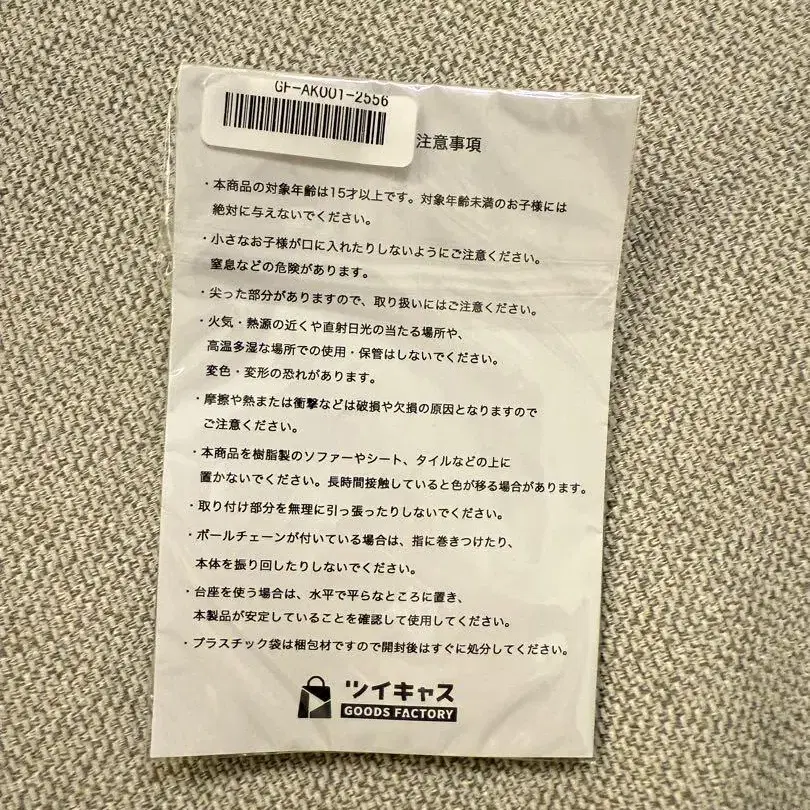 GF-AK001-2556
注意事項
・本商品の対象年齢は15才以上です。対象年齢未満のお子様には
絶対に与えないでください。
・小さなお子様が口に入れたりしないようにご注意ください。
窒息などの危険があります。
・尖った部分がありますので、取り扱いにはご注意ください。
・火気・熱源の近くや直射日光の当たる場所や、
高温多湿な場所での使用・保管はしないでください。
変色・変形の恐れがあります。
・摩擦や熱または衝撃などは破損や欠損の原因となりますので
ご注意ください。
・本商品を樹脂製のソファーやシート、タイルなどの上に
置かないでください。長時間接触していると色が移る場合があります。
・取り付け部分を無理に引っ張ったりしないでください。
・ボールチェーンが付いている場合は、指に巻きつけたり、
本体を振り回したりしないでください。
・台座を使う場合は、水平で平らなところに置き、
本製品が安定していることを確認して使用してください。
・プラスチック袋は梱包材ですので開封後はすぐに処分してください。
ツイキャス
GOODS FACTORY